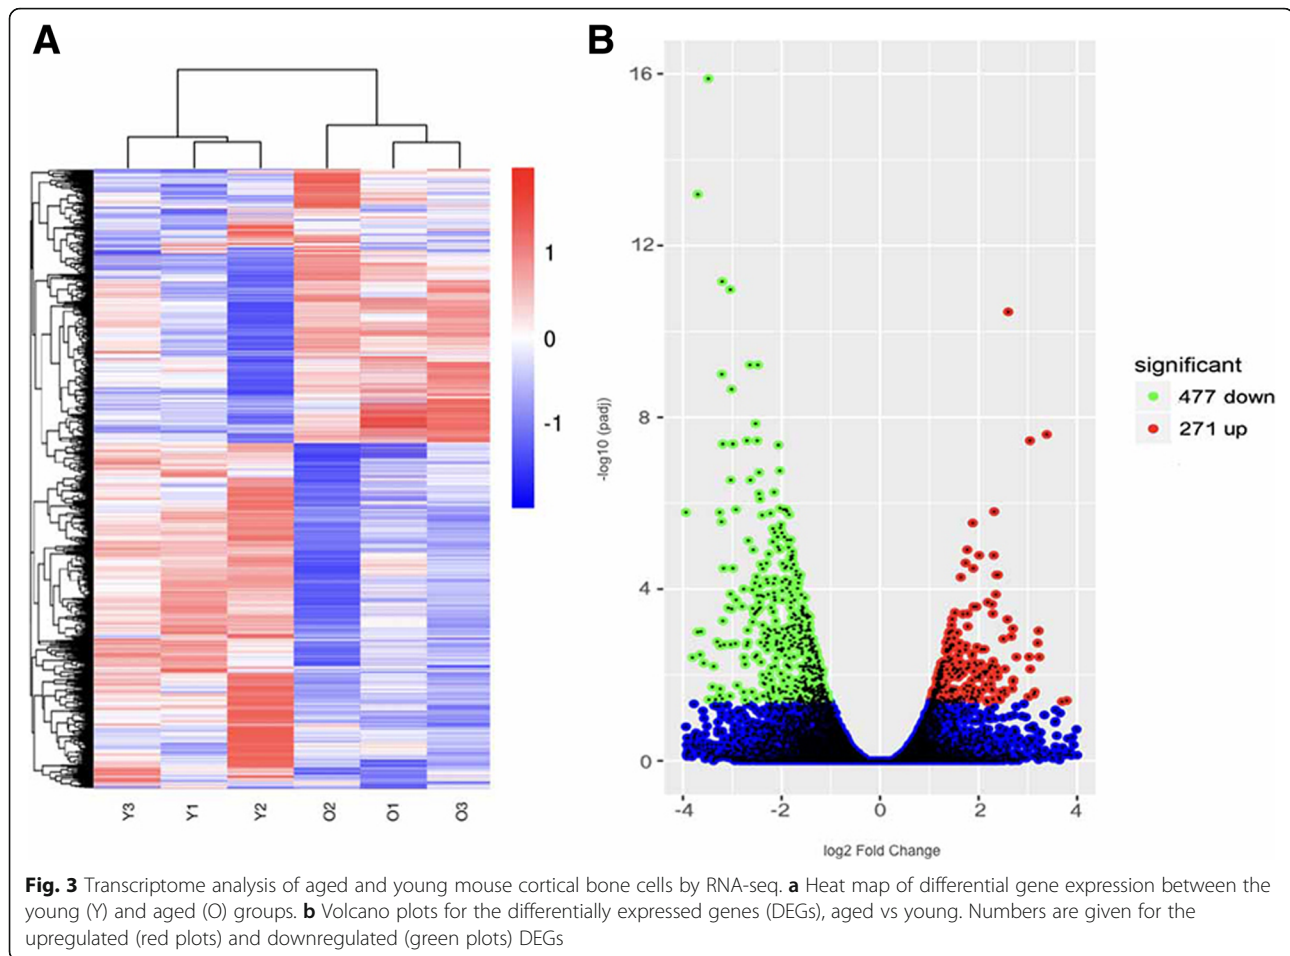 A
B
1
0
-1
Y3
Y1
Y2
O2
O1
O3
16
12
8
4
0
-log10 (padj)
-4
-2
0
2
4
log2 Fold Change
significant
477 down
271 up
Fig. 3 Transcriptome analysis of aged and young mouse cortical bone cells by RNA-seq. a Heat map of differential gene expression between the
young (Y) and aged (O) groups. b Volcano plots for the differentially expressed genes (DEGs), aged vs young. Numbers are given for the
upregulated (red plots) and downregulated (green plots) DEGs